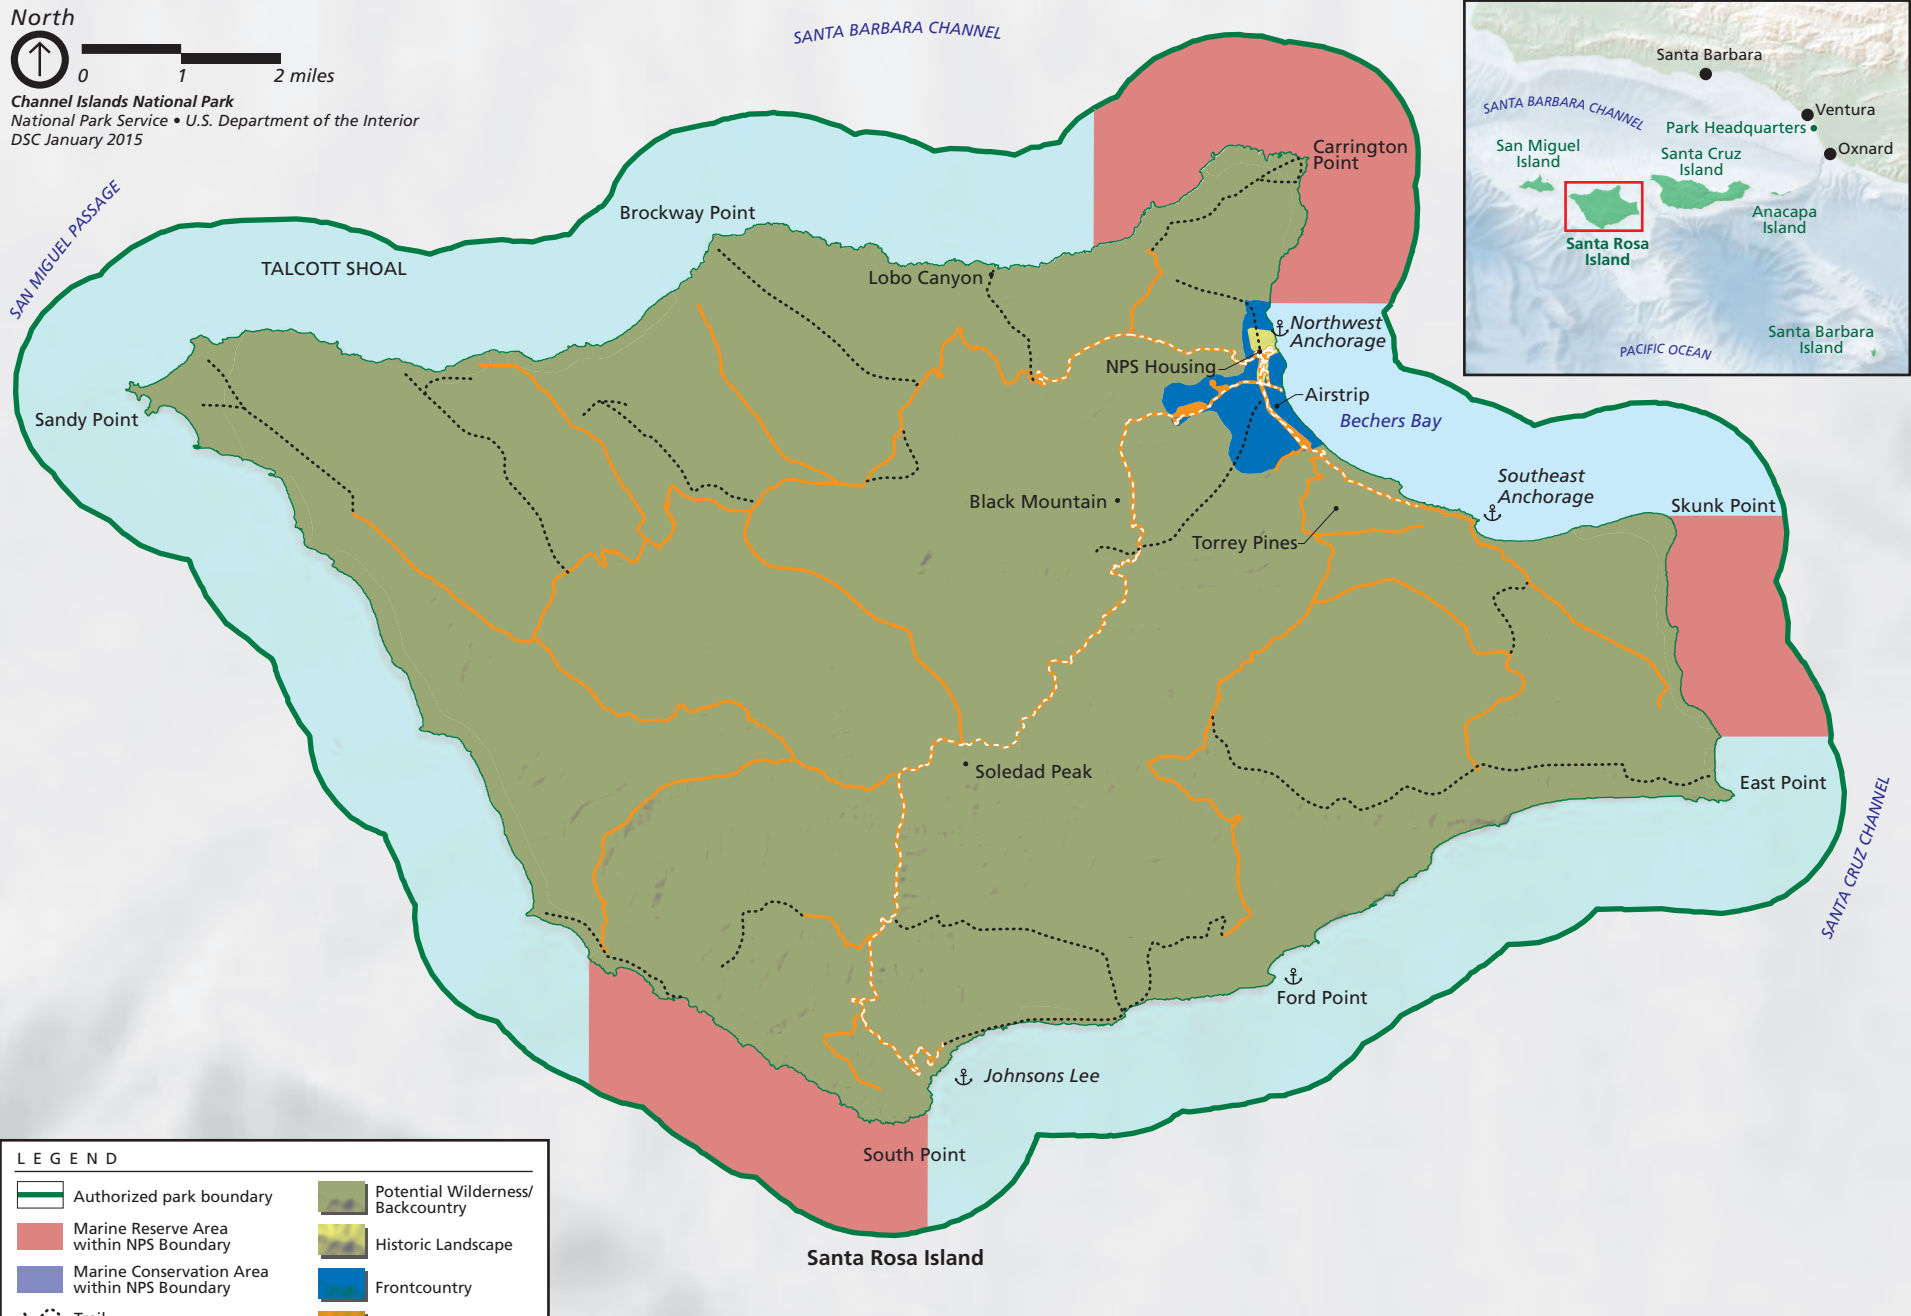 North
0 1 2 miles
Channel Islands National Park
National Park Service • U.S. Department of the Interior
DSC January 2015
SANTA BARBARA CHANNEL
SAN MIGUEL PASSAGE
TALCOTT SHOAL
Brockway Point
Lobo Canyon
Carrington
Point
Northwest
Anchorage
NPS Housing
Airstrip
Bechers Bay
Sandy Point
Black Mountain
Southeast
Anchorage
Skunk Point
Torrey Pines
Soledad Peak
East Point
SANTA CRUZ CHANNEL
Ford Point
Johnsons Lee
South Point
Santa Rosa Island
Santa Barbara
SANTA BARBARA CHANNEL
Ventura
Park Headquarters
Oxnard
San Miguel
Island
Santa Cruz
Island
Anacapa
Island
Santa Rosa
Island
Santa Barbara
Island
PACIFIC OCEAN
LEGEND
Authorized park boundary
Marine Reserve Area
within NPS Boundary
Marine Conservation Area
within NPS Boundary
Potential Wilderness/
Backcountry
Historic Landscape
Frontcountry